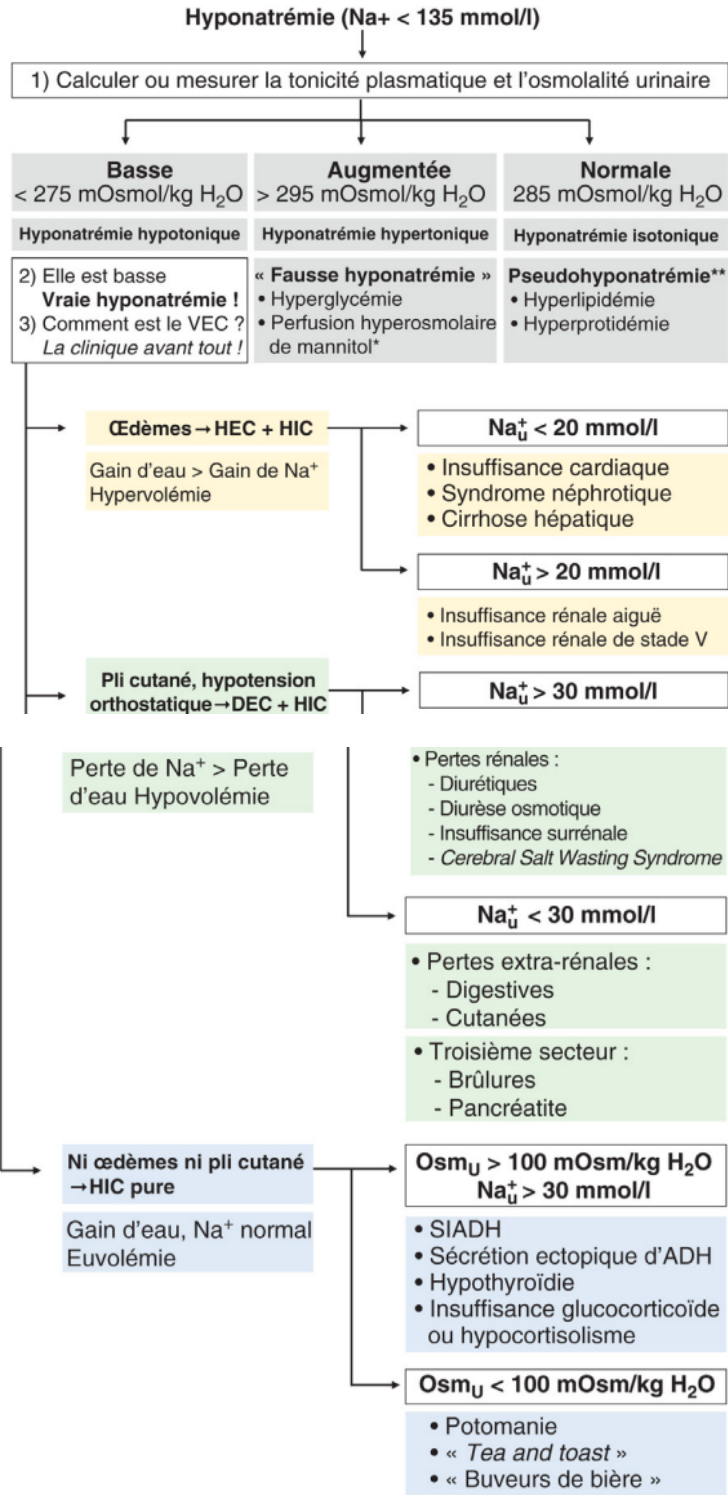 Hyponatrémie (Na+ < 135 mmol/l)
1) Calculer ou mesurer la tonicité plasmatique et l'osmolalité urinaire
Basse
< 275 mOsmol/kg H₂O
Hyponatrémie hypotonique
2) Elle est basse
Vraie hyponatrémie !
3) Comment est le VEC ?
La clinique avant tout !
Augmentée
> 295 mOsmol/kg H₂O
Hyponatrémie hypertonique
« Fausse hyponatrémie »
• Hyperglycémie
• Perfusion hyperosmolaire
de mannitol*
Normale
285 mOsmol/kg H₂O
Hyponatrémie isotonique
Pseudohyponatrémie**
• Hyperlipidémie
• Hyperprotidémie
Œdèmes → HEC + HIC
Gain d'eau > Gain de Na⁺
Hypervolémie
Na⁺u < 20 mmol/l
• Insuffisance cardiaque
• Syndrome néphrotique
• Cirrhose hépatique
Na⁺u > 20 mmol/l
• Insuffisance rénale aiguë
• Insuffisance rénale de stade V
Pli cutané, hypotension
orthostatique → DEC + HIC
Perte de Na⁺ > Perte
d'eau Hypovolémie
Na⁺u > 30 mmol/l
• Pertes rénales :
- Diurétiques
- Diurèse osmotique
- Insuffisance surrénale
- Cerebral Salt Wasting Syndrome
Na⁺u < 30 mmol/l
• Pertes extra-rénales :
- Digestives
- Cutanées
• Troisième secteur :
- Brûlures
- Pancréatite
Ni œdèmes ni pli cutané
→ HIC pure
Gain d'eau, Na⁺ normal
Euvolémie
OsmU > 100 mOsm/kg H₂O
Na⁺u > 30 mmol/l
• SIADH
• Sécrétion ectopique d'ADH
• Hypothyroïdie
• Insuffisance glucocorticoïde
ou hypocortisolisme
OsmU < 100 mOsm/kg H₂O
• Potomanie
• « Tea and toast »
• « Buveurs de bière »